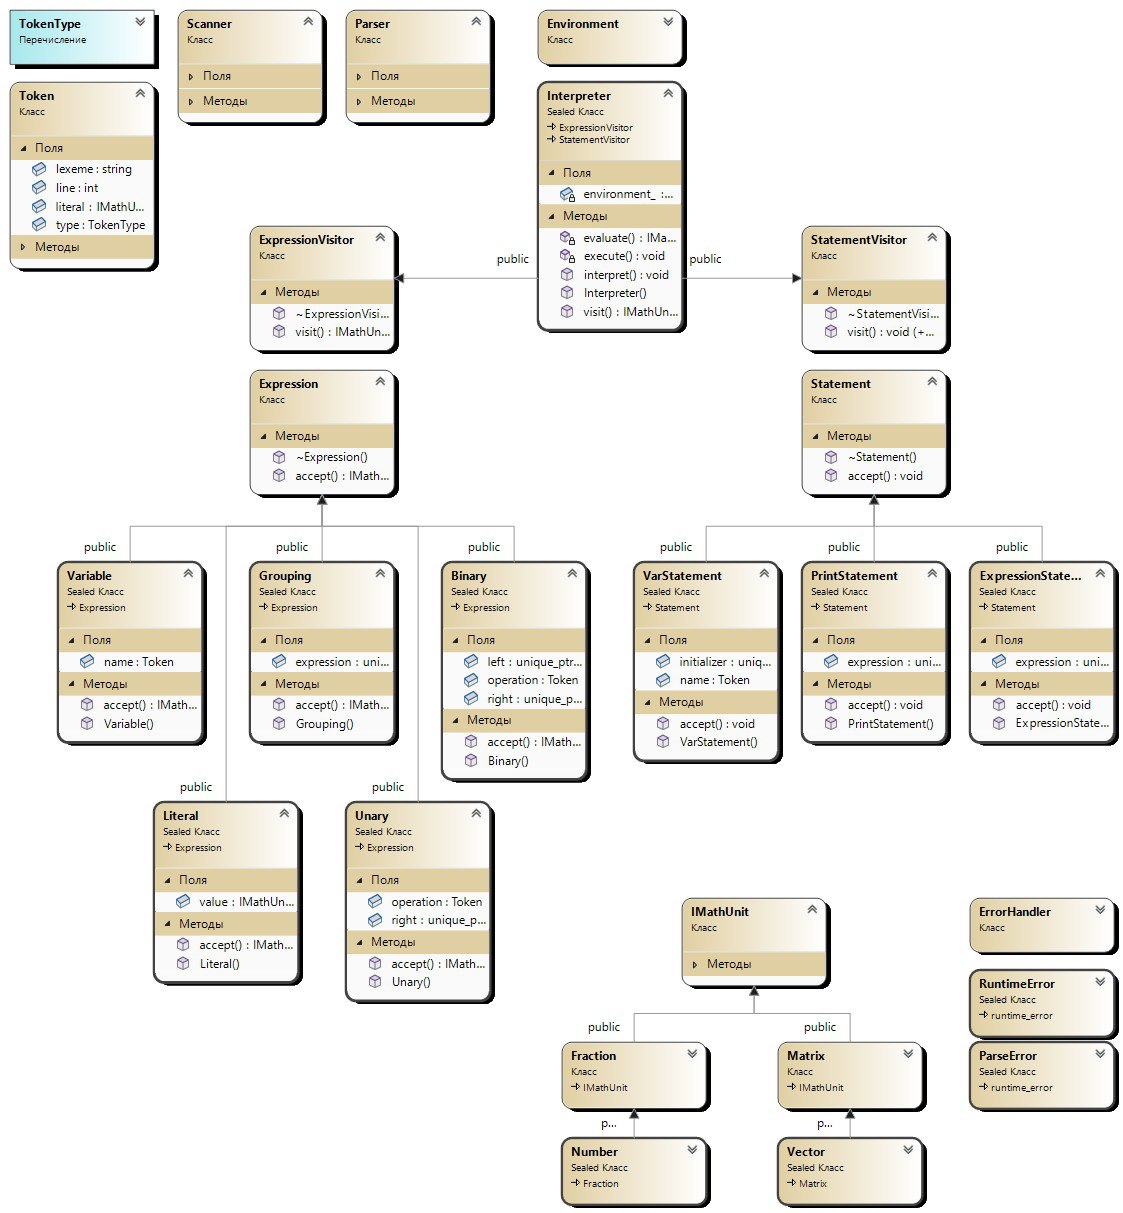 TokenType
Перечисление
Scanner
Класс
Поля
Методы
Parser
Класс
Поля
Методы
Environment
Класс
Token
Класс
Поля
lexeme : string
line : int
literal : IMathU...
type : TokenType
Методы
Interpreter
Sealed Класс
ExpressionVisitor
StatementVisitor
Поля
environment_ :...
Методы
evaluate() : IMa...
execute() : void
interpret() : void
Interpreter()
visit() : IMathUn...
public
public
ExpressionVisitor
Класс
Методы
~ExpressionVisi...
visit() : IMathUn...
StatementVisitor
Класс
Методы
~StatementVisi...
visit() : void (+...
Expression
Класс
Методы
~Expression()
accept() : IMath...
Statement
Класс
Методы
~Statement()
accept() : void
public
public
public
public
public
public
Variable
Sealed Класс
Expression
Поля
name : Token
Методы
accept() : IMath...
Variable()
Grouping
Sealed Класс
Expression
Поля
expression : uni...
Методы
accept() : IMath...
Grouping()
Binary
Sealed Класс
Expression
Поля
left : unique_ptr...
operation : Token
right : unique_p...
Методы
accept() : IMath...
Binary()
VarStatement
Sealed Класс
Statement
Поля
initializer : uniq...
name : Token
Методы
accept() : void
VarStatement()
PrintStatement
Sealed Класс
Statement
Поля
expression : uni...
Методы
accept() : void
PrintStatement()
ExpressionState...
Sealed Класс
Statement
Поля
expression : uni...
Методы
accept() : void
ExpressionState...
public
public
Literal
Sealed Класс
Expression
Поля
value : IMathUn...
Методы
accept() : IMath...
Literal()
Unary
Sealed Класс
Expression
Поля
operation : Token
right : unique_p...
Методы
accept() : IMath...
Unary()
IMathUnit
Класс
Методы
ErrorHandler
Класс
RuntimeError
Sealed Класс
runtime_error
public
public
Fraction
Класс
IMathUnit
Matrix
Класс
IMathUnit
ParseError
Sealed Класс
runtime_error
p...
p...
Number
Sealed Класс
Fraction
Vector
Sealed Класс
Matrix